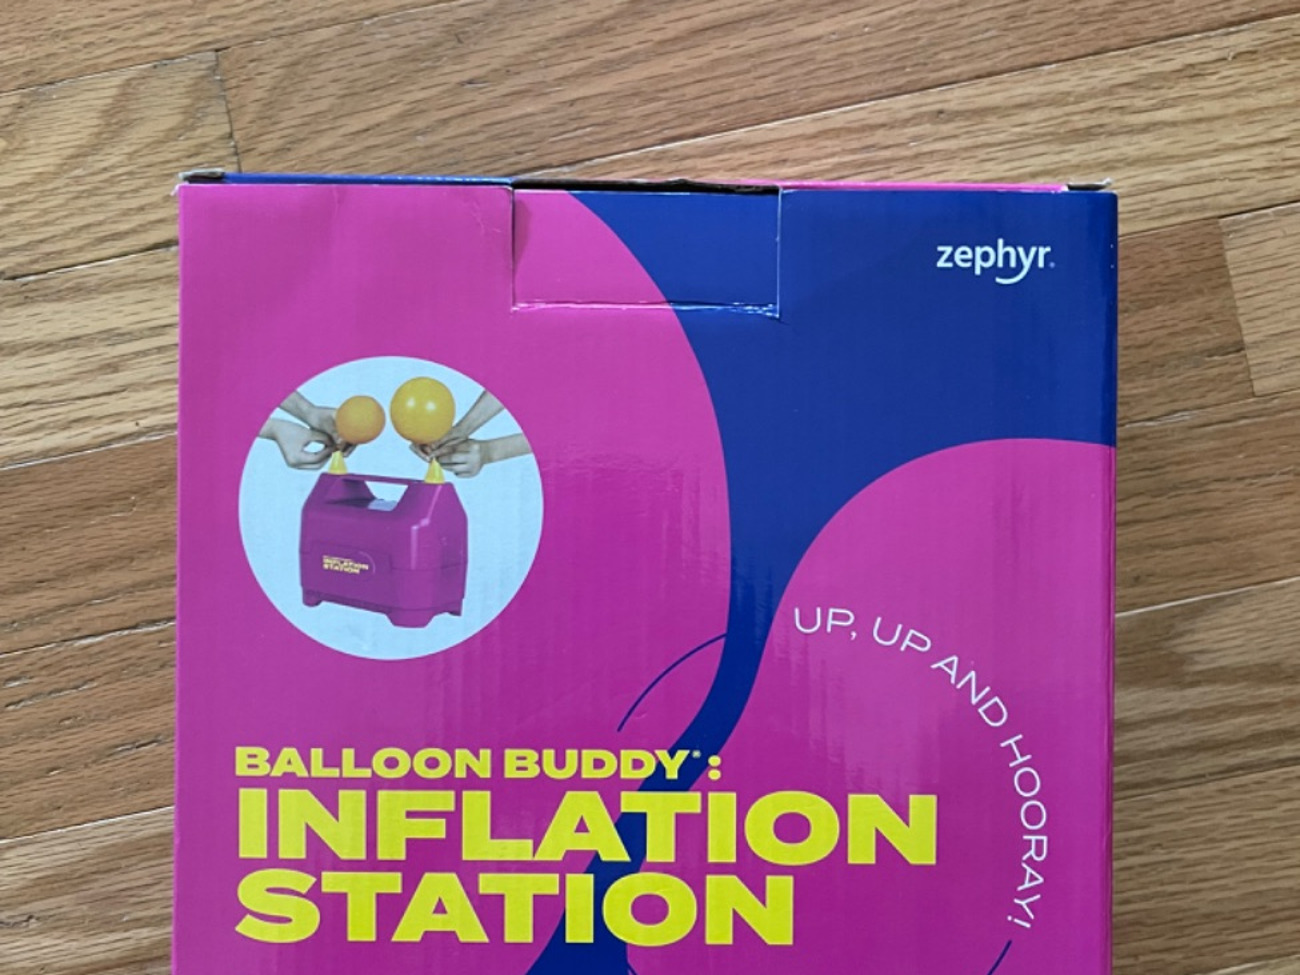 zephyr.
INFLATION
STATION
UP, UP AND HOORAY!
BALLOON BUDDY® :
INFLATION
STATION